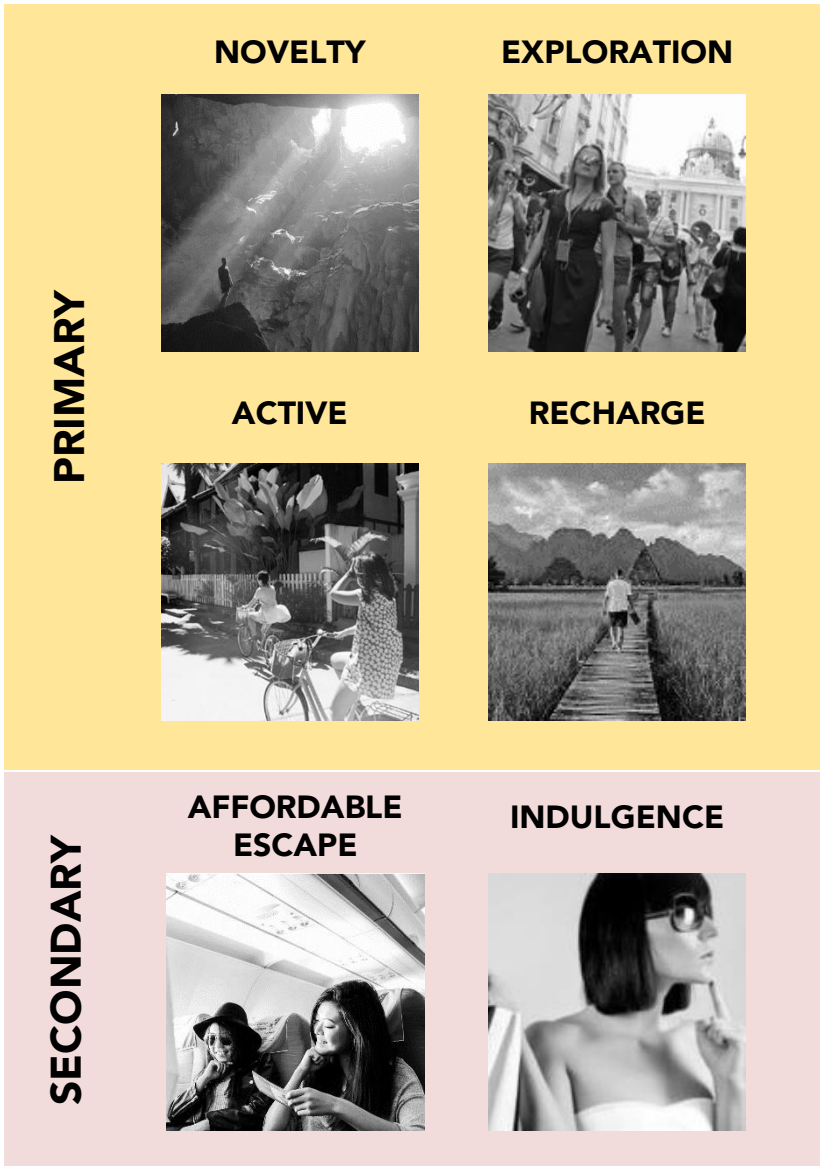 PRIMARY
NOVELTY
EXPLORATION
ACTIVE
RECHARGE
SECONDARY
AFFORDABLE
ESCAPE
INDULGENCE